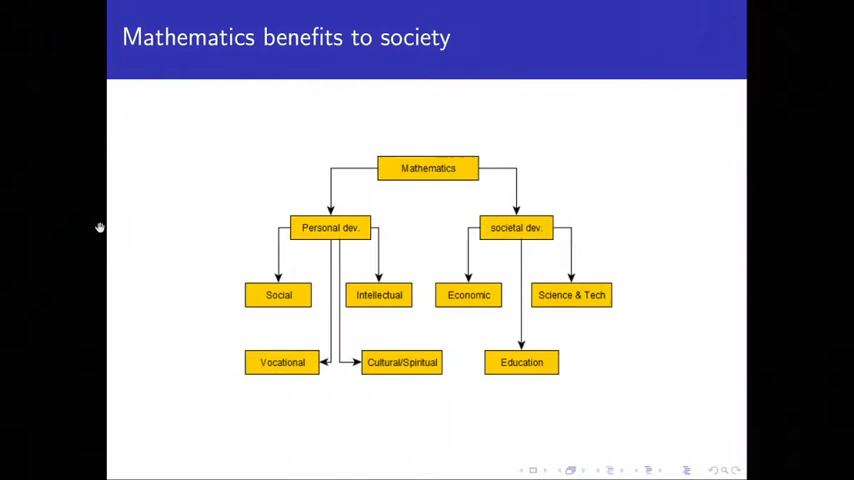 Mathematics benefits to society
Mathematics
Personal dev.
societal dev.
Social
Intellectual
Economic
Science & Tech
Vocational
Cultural/Spiritual
Education